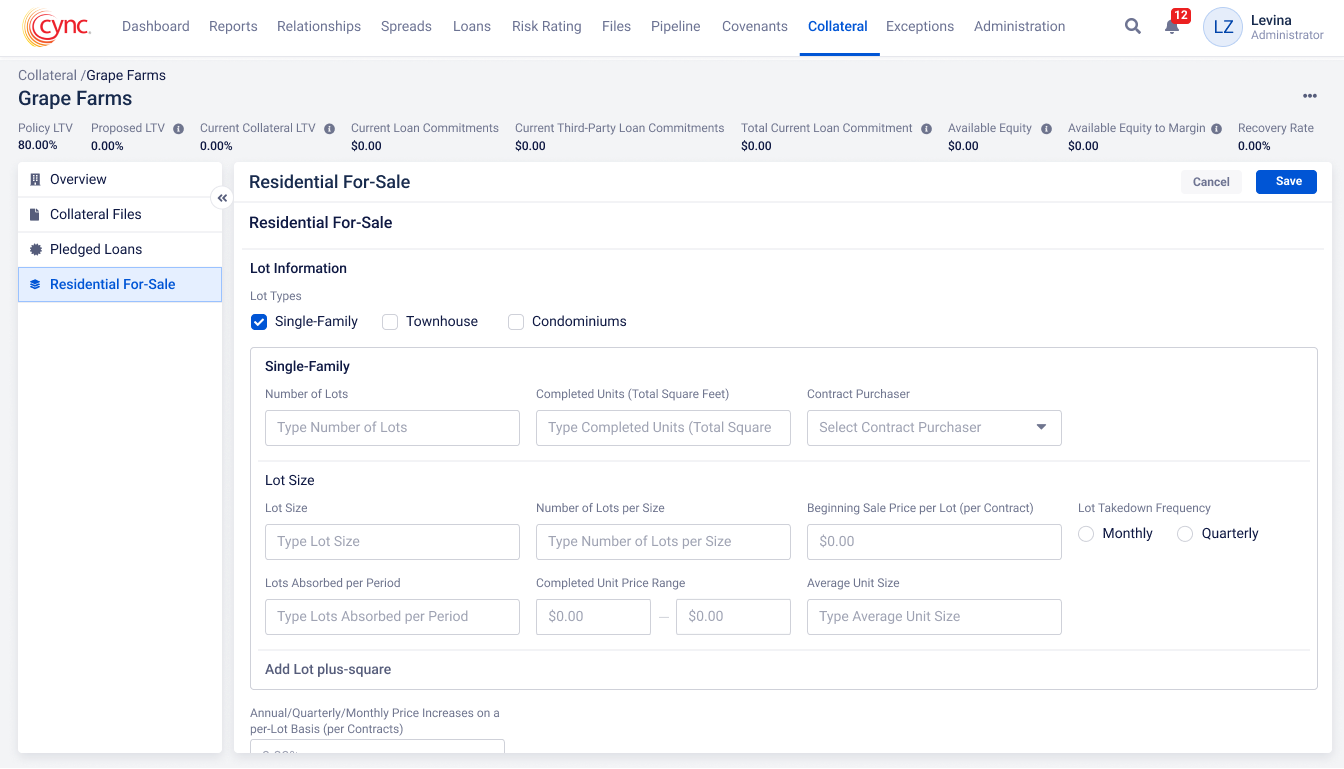 cync
Dashboard Reports Relationships Spreads Loans Risk Rating Files Pipeline Covenants Collateral Exceptions Administration
12
LZ
Levina
Administrator
Collateral /Grape Farms
Grape Farms
Policy LTV Proposed LTV Current Collateral LTV Current Loan Commitments Current Third-Party Loan Commitments Total Current Loan Commitment Available Equity Available Equity to Margin Recovery Rate
80.00% 0.00% 0.00% $0.00 $0.00 $0.00 $0.00 $0.00 0.00%
Overview
Collateral Files
Pledged Loans
Residential For-Sale
Residential For-Sale
Cancel Save
Residential For-Sale
Lot Information
Lot Types
Single-Family Townhouse Condominiums
Single-Family
Number of Lots Completed Units (Total Square Feet) Contract Purchaser
Type Number of Lots Type Completed Units (Total Square Select Contract Purchaser
Lot Size
Lot Size Number of Lots per Size Beginning Sale Price per Lot (per Contract) Lot Takedown Frequency
Type Lot Size Type Number of Lots per Size $0.00 Monthly Quarterly
Lots Absorbed per Period Completed Unit Price Range Average Unit Size
Type Lots Absorbed per Period $0.00 — $0.00 Type Average Unit Size
Add Lot plus-square
Annual/Quarterly/Monthly Price Increases on a
per-Lot Basis (per Contracts)